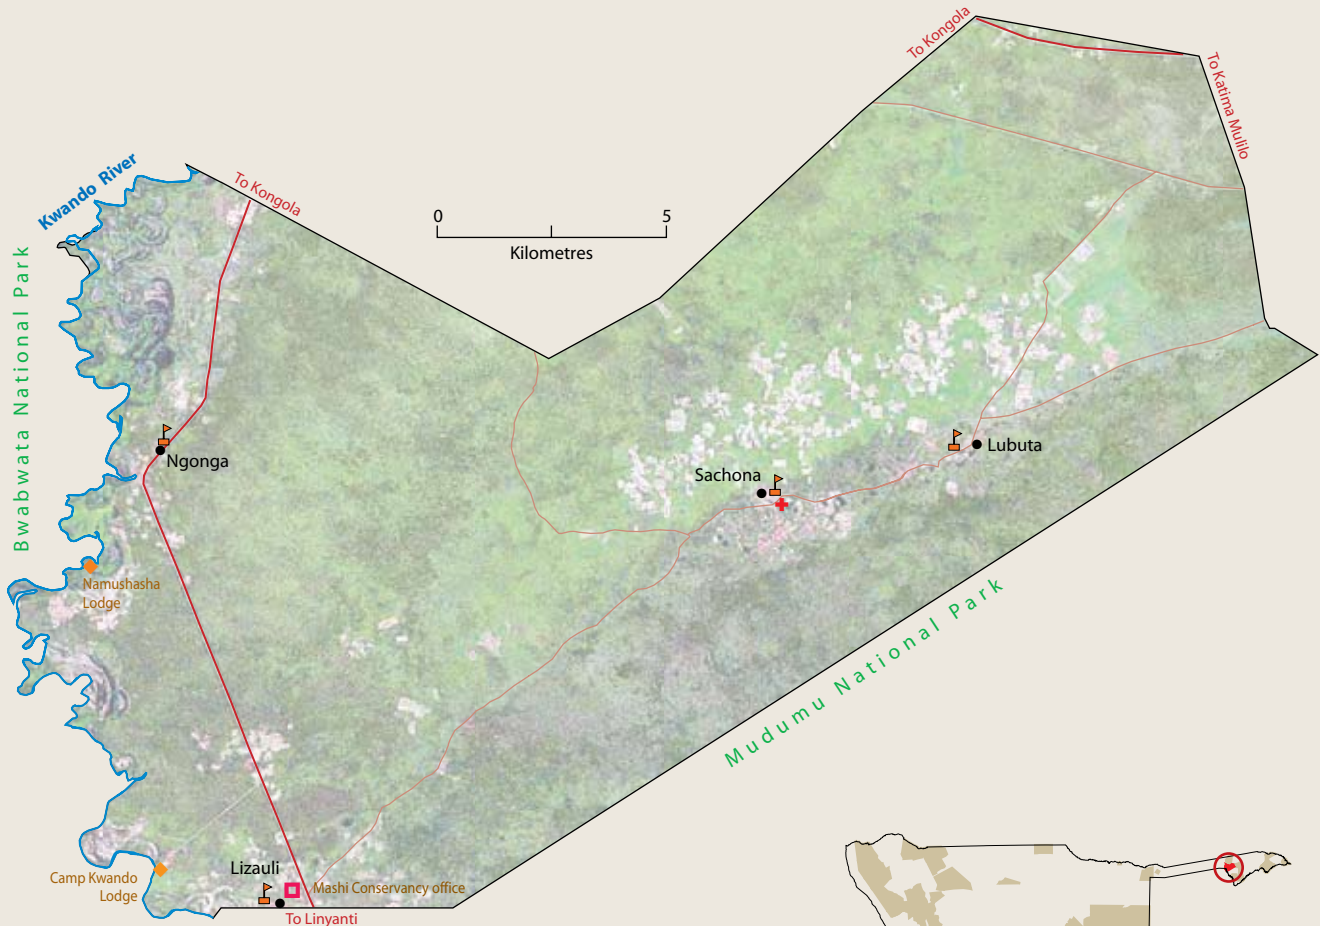 To Kongola
To Katima Mulilo
Kwando River
To Kongola
0 5
Kilometres
Bwabwata National Park
Ngonga
Lubuta
Sachona
Namushasha
Lodge
Mudumu National Park
Lizauli
Camp Kwando
Lodge
Mashi Conservancy office
To Linyanti